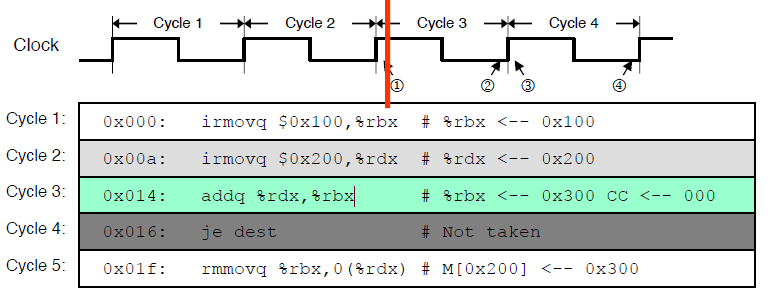 Cycle 1 Cycle 2 Cycle 3 Cycle 4
Clock
① ② ③ ④
Cycle 1: 0x000: irmovq $0x100,%rbx # %rbx <-- 0x100
Cycle 2: 0x00a: irmovq $0x200,%rdx # %rdx <-- 0x200
Cycle 3: 0x014: addq %rdx,%rbx # %rbx <-- 0x300 CC <-- 000
Cycle 4: 0x016: je dest # Not taken
Cycle 5: 0x01f: rmmovq %rbx,0(%rdx) # M[0x200] <-- 0x300